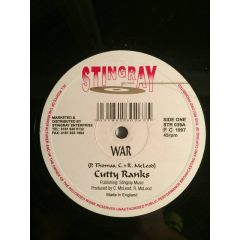 STINGRAY
MARKETED &
DISTRIBUTED BY
STINGRAY ENTERPRISE
SIDE ONE
STR 039A
Ⓟ © 1997
45rpm
WAR
(P. Thomas, C. + R. McLeod)
Cutty Ranks
Publishing: Stingray Music
Produced by C. McLeod, R. McLeod
Made in England